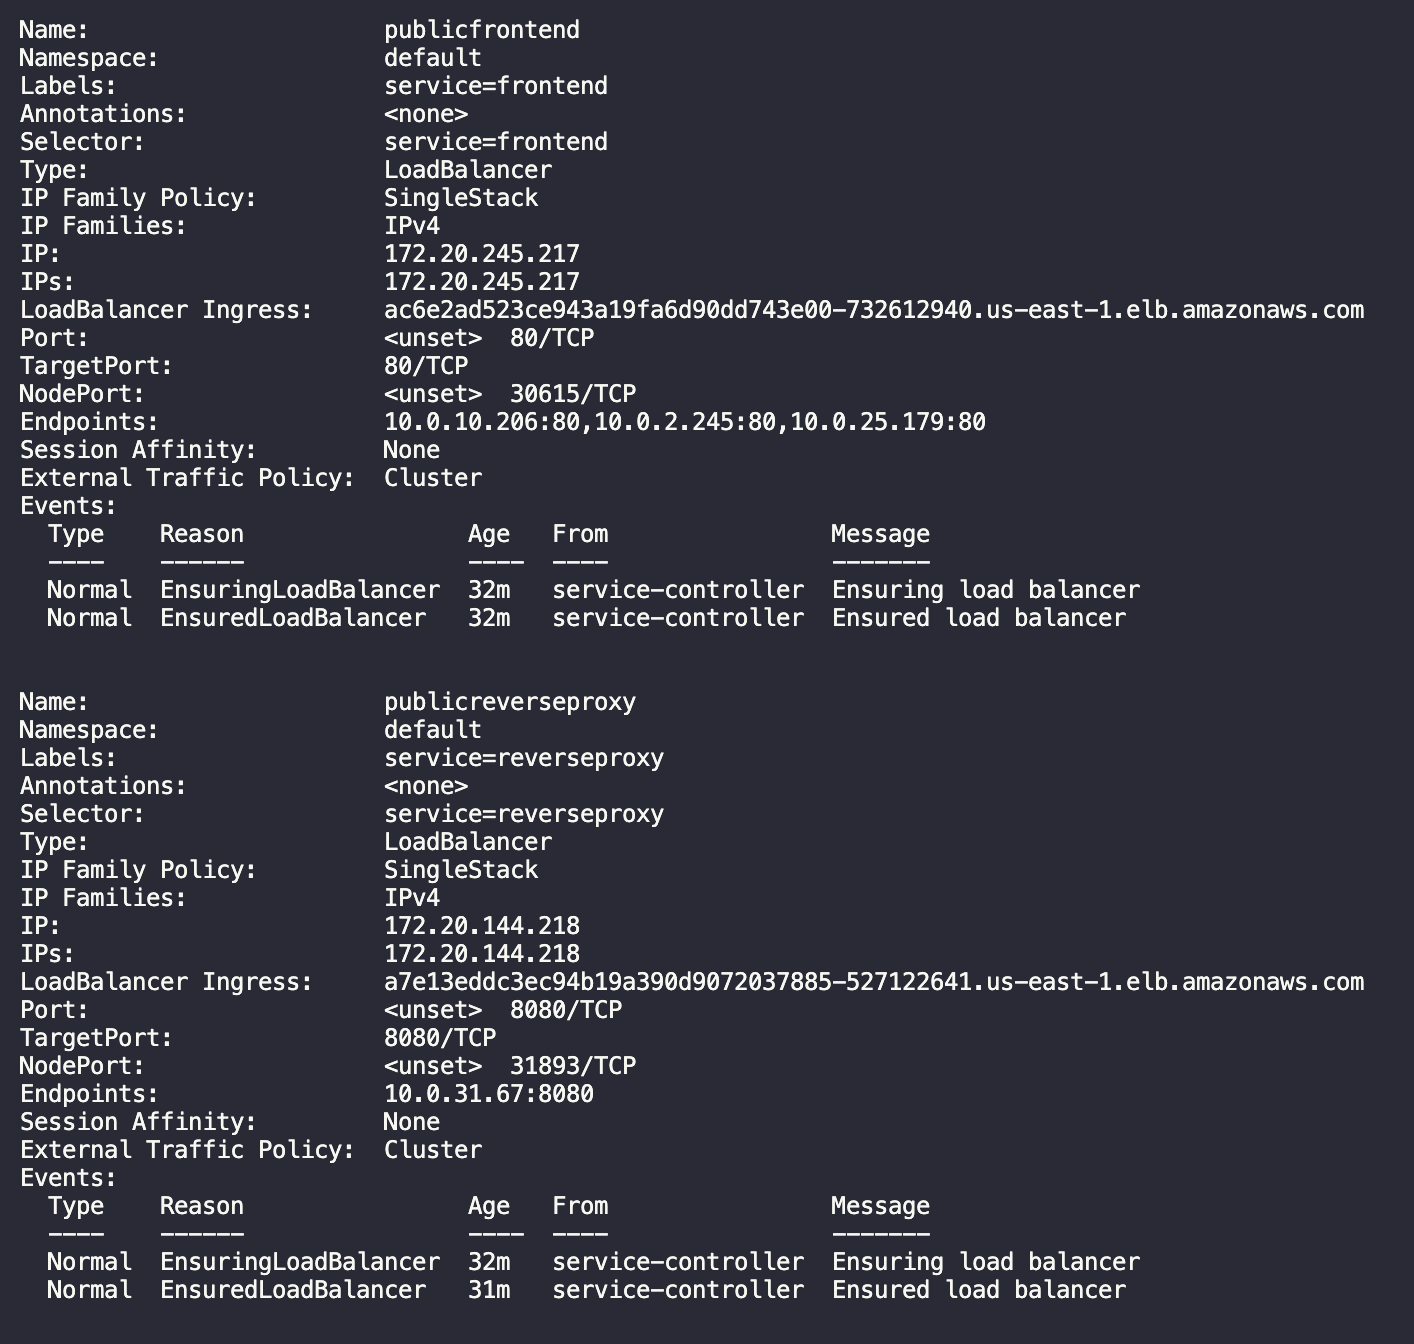 Name:                     publicfrontend
Namespace:                default
Labels:                   service=frontend
Annotations:              <none>
Selector:                 service=frontend
Type:                     LoadBalancer
IP Family Policy:         SingleStack
IP Families:              IPv4
IP:                       172.20.245.217
IPs:                      172.20.245.217
LoadBalancer Ingress:     ac6e2ad523ce943a19fa6d90dd743e00-732612940.us-east-1.elb.amazonaws.com
Port:                     <unset>  80/TCP
TargetPort:               80/TCP
NodePort:                 <unset>  30615/TCP
Endpoints:                10.0.10.206:80,10.0.2.245:80,10.0.25.179:80
Session Affinity:         None
External Traffic Policy:  Cluster
Events:
  Type    Reason                Age   From                Message
  ----    ------                ----  ----                -------
  Normal  EnsuringLoadBalancer  32m   service-controller  Ensuring load balancer
  Normal  EnsuredLoadBalancer   32m   service-controller  Ensured load balancer
Name:                     publicreverseproxy
Namespace:                default
Labels:                   service=reverseproxy
Annotations:              <none>
Selector:                 service=reverseproxy
Type:                     LoadBalancer
IP Family Policy:         SingleStack
IP Families:              IPv4
IP:                       172.20.144.218
IPs:                      172.20.144.218
LoadBalancer Ingress:     a7e13eddc3ec94b19a390d9072037885-527122641.us-east-1.elb.amazonaws.com
Port:                     <unset>  8080/TCP
TargetPort:               8080/TCP
NodePort:                 <unset>  31893/TCP
Endpoints:                10.0.31.67:8080
Session Affinity:         None
External Traffic Policy:  Cluster
Events:
  Type    Reason                Age   From                Message
  ----    ------                ----  ----                -------
  Normal  EnsuringLoadBalancer  32m   service-controller  Ensuring load balancer
  Normal  EnsuredLoadBalancer   31m   service-controller  Ensured load balancer